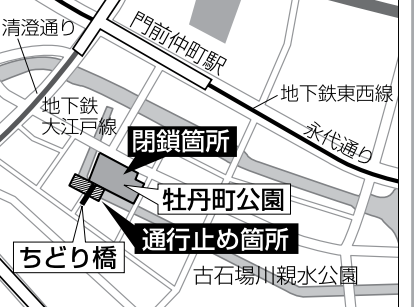 清澄通り
門前仲町駅
地下鉄東西線
地下鉄
大江戸線
永代通り
閉鎖箇所
牡丹町公園
通行止め箇所
ちどり橋
古石場川親水公園